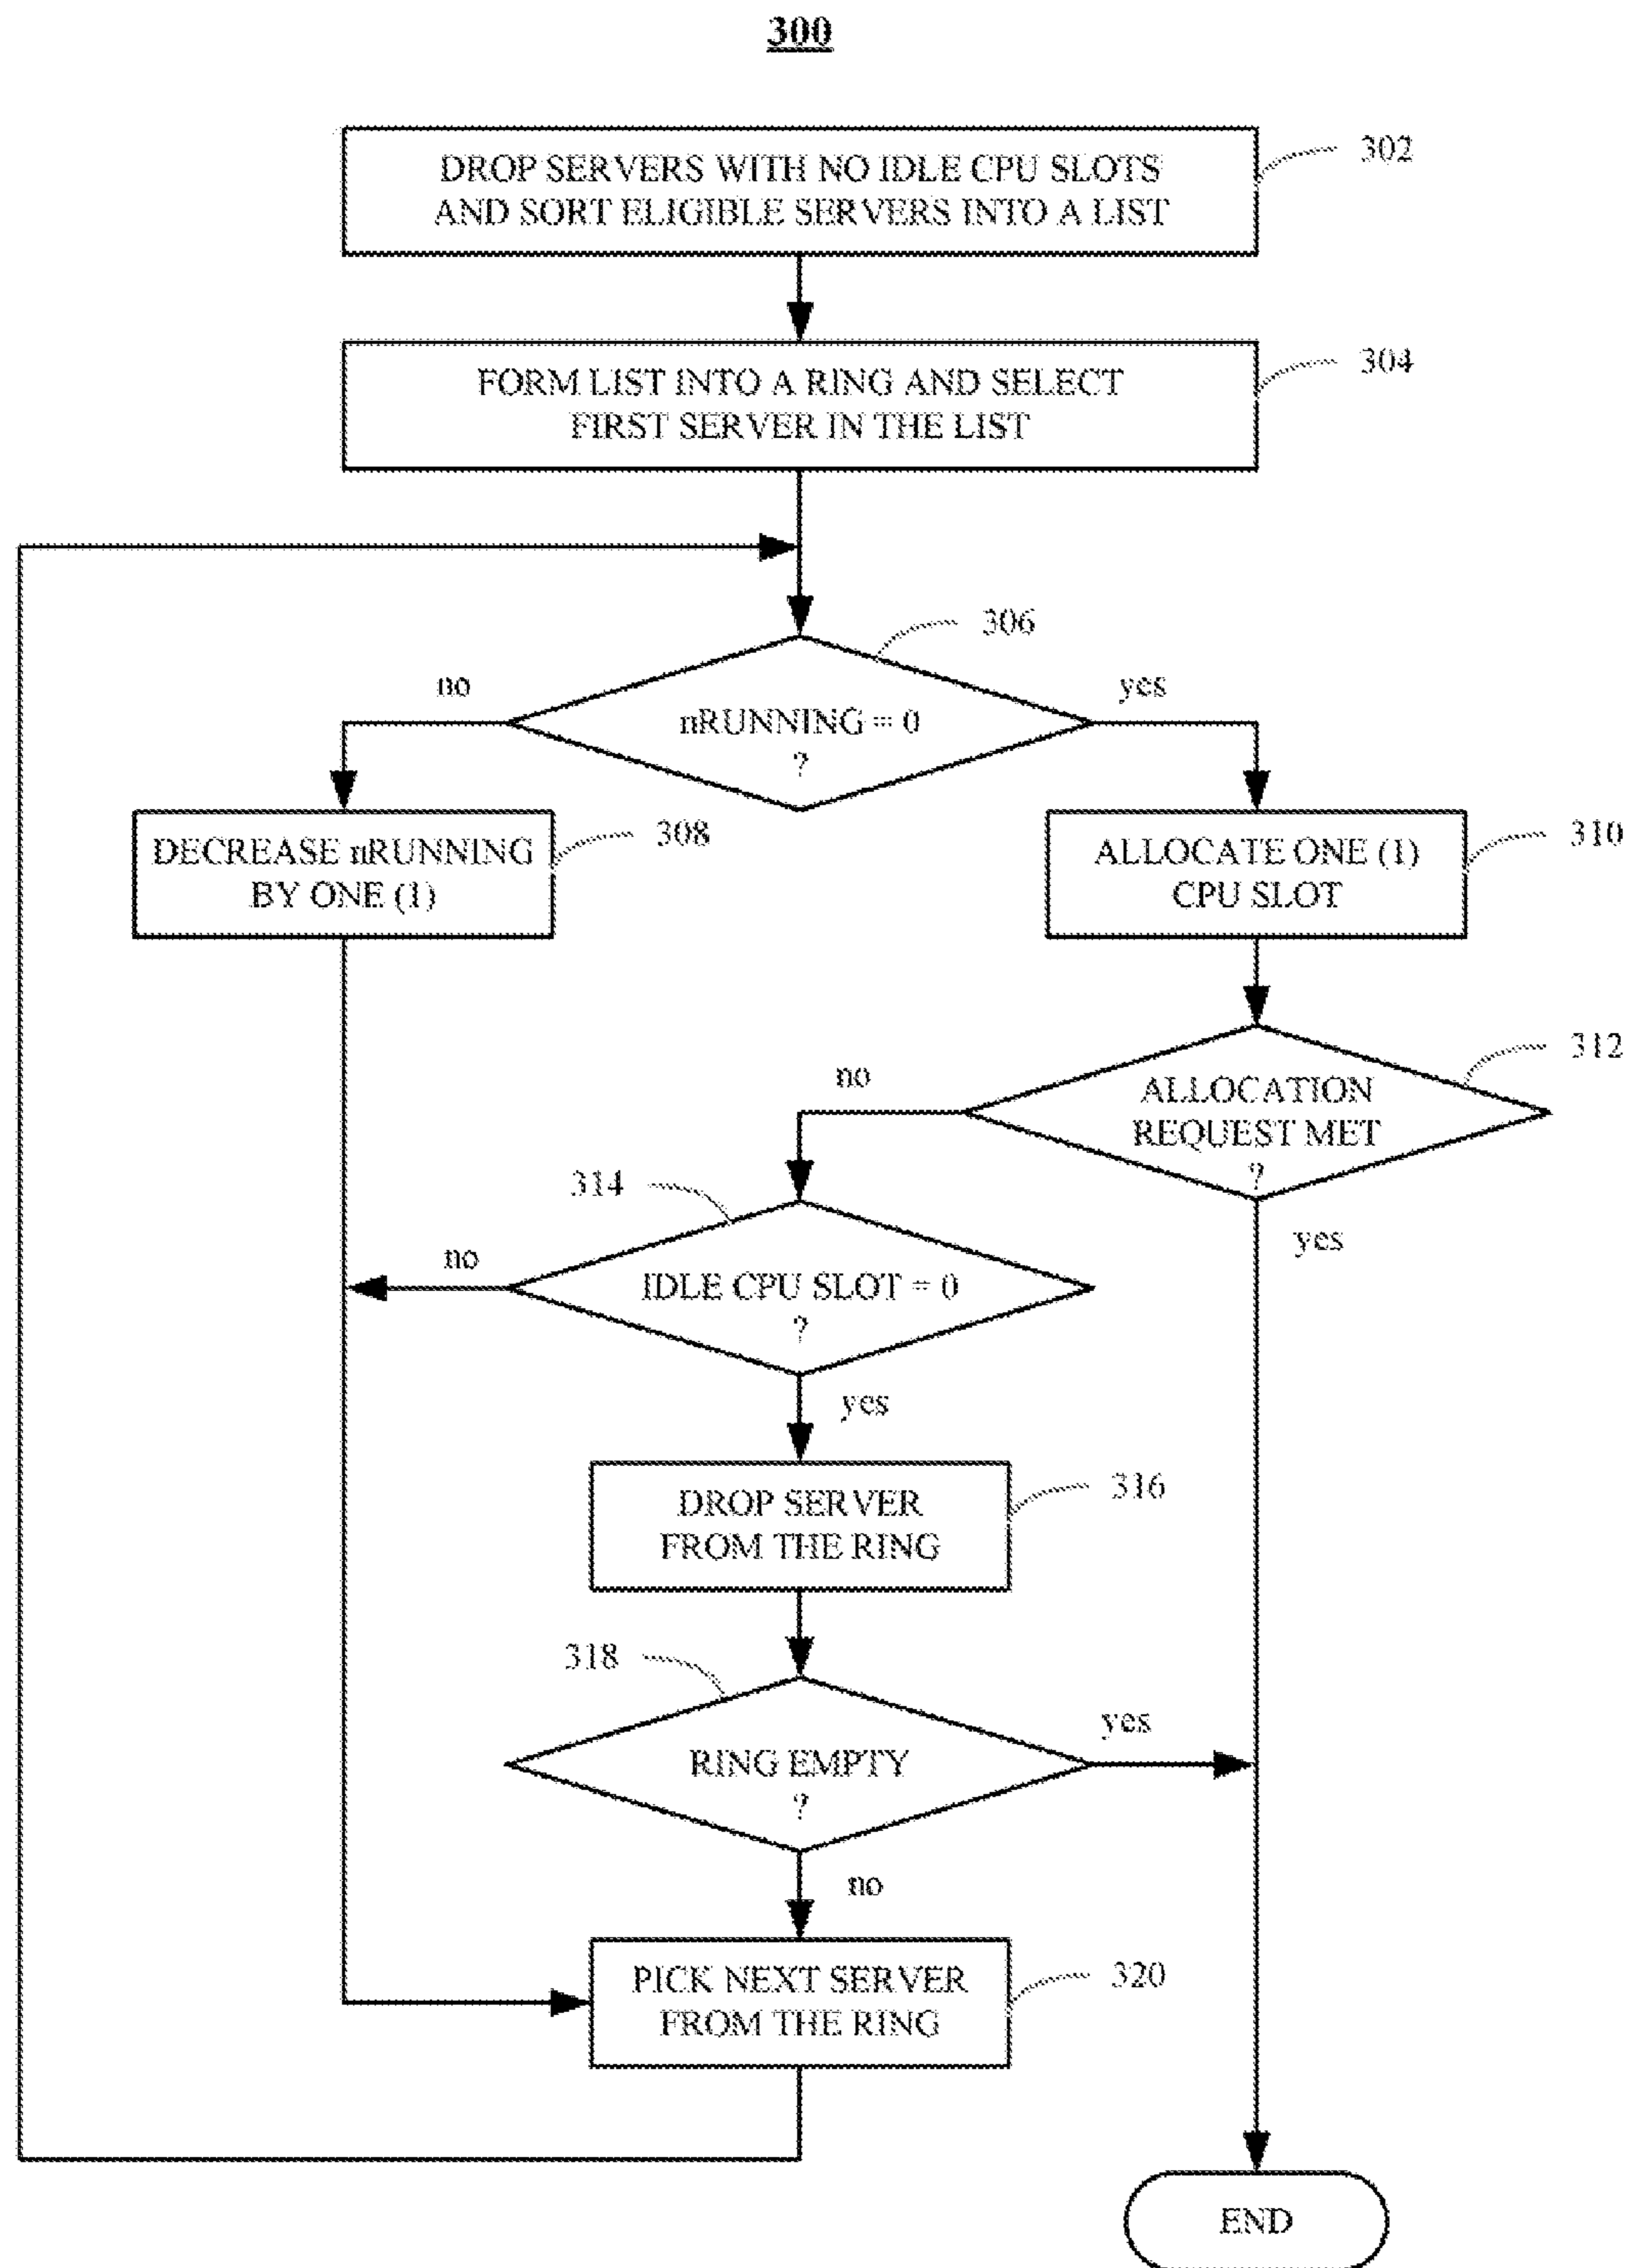 300
DROP SERVERS WITH NO IDLE CPU SLOTS
AND SORT ELIGIBLE SERVERS INTO A LIST
302
FORM LIST INTO A RING AND SELECT
FIRST SERVER IN THE LIST
304
306
no
yes
nRUNNING = 0
?
DECREASE nRUNNING
BY ONE (1)
308
ALLOCATE ONE (1)
CPU SLOT
310
312
no
ALLOCATION
REQUEST MET
?
314
yes
no
IDLE CPU SLOT = 0
?
yes
DROP SERVER
FROM THE RING
316
318
yes
RING EMPTY
?
no
PICK NEXT SERVER
FROM THE RING
320
END